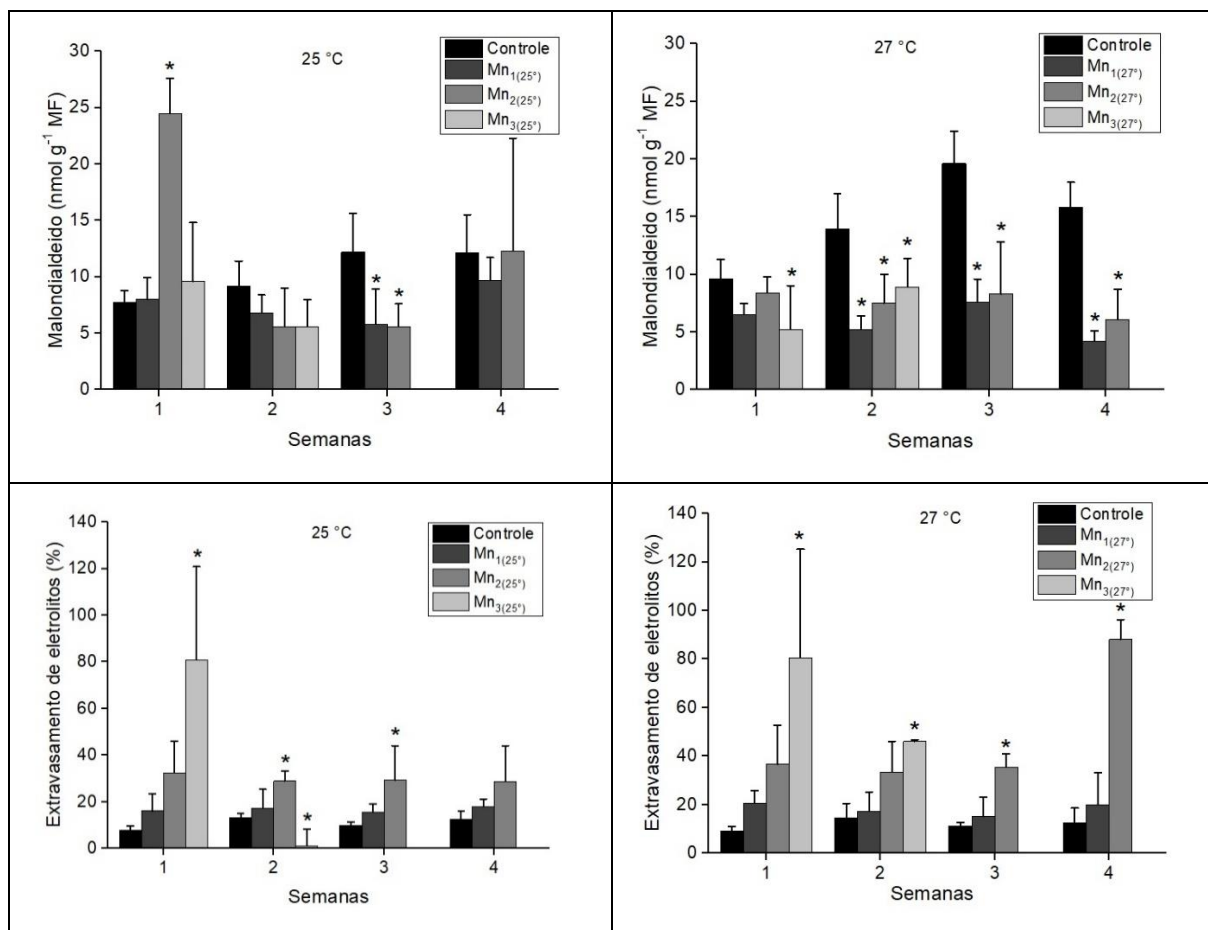 25 °C
Controle
Mn1(25°)
Mn2(25°)
Mn3(25°)
Malondialdeido (nmol g-1 MF)
30
25
20
15
10
5
0
*
* *
1 2 3 4
Semanas
27 °C
Controle
Mn1(27°)
Mn2(27°)
Mn3(27°)
Malondialdeido (nmol g-1 MF)
30
25
20
15
10
5
0
*
* * *
* *
* *
1 2 3 4
Semanas
25 °C
Controle
Mn1(25°)
Mn2(25°)
Mn3(25°)
Extravasamento de eletrolitos (%)
140
120
100
80
60
40
20
0
*
* *
*
1 2 3 4
Semanas
27 °C
Controle
Mn1(27°)
Mn2(27°)
Mn3(27°)
Extravasamento de eletrolitos (%)
140
120
100
80
60
40
20
0
*
*
*
*
1 2 3 4
Semanas